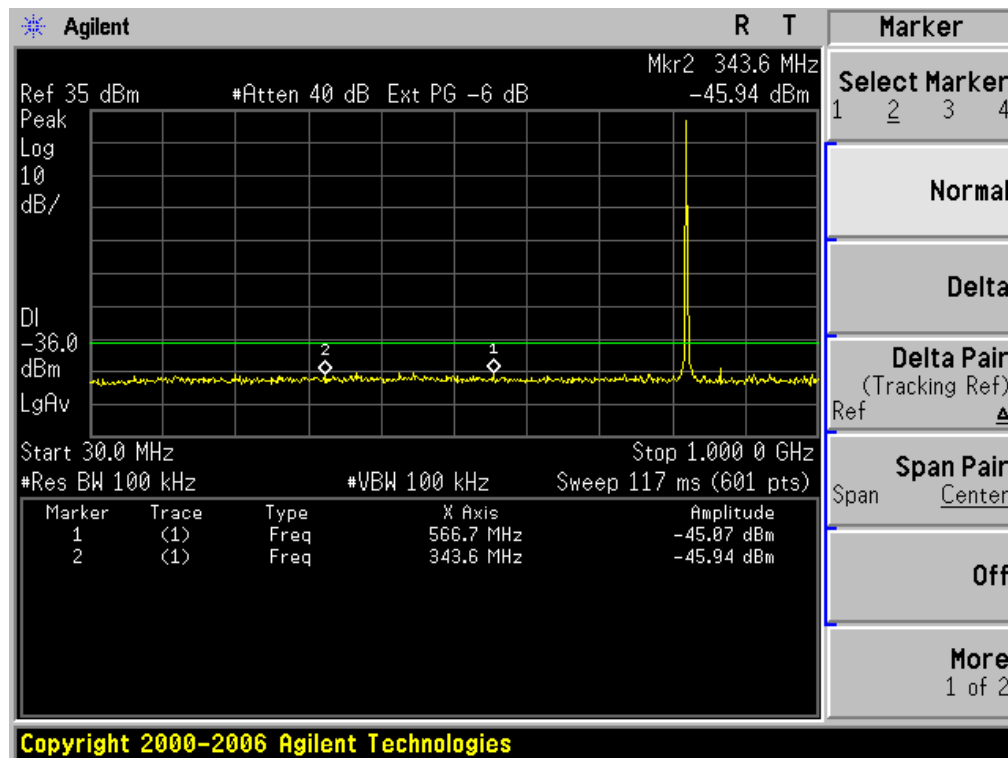 Agilent R T
Mkr2 343.6 MHz
Ref 35 dBm #Atten 40 dB Ext PG -6 dB -45.94 dBm
Peak
Log
10
dB/
DI
-36.0
dBm
LgAv
2 1
Start 30.0 MHz Stop 1.000 0 GHz
#Res BW 100 kHz #VBW 100 kHz Sweep 117 ms (601 pts)
Marker Trace Type X Axis Amplitude
1 (1) Freq 566.7 MHz -45.07 dBm
2 (1) Freq 343.6 MHz -45.94 dBm
Copyright 2000-2006 Agilent Technologies
Marker
Select Marker
1 2 3 4
Normal
Delta
Delta Pair
(Tracking Ref)
Ref Δ
Span Pair
Span Center
Off
More
1 of 2